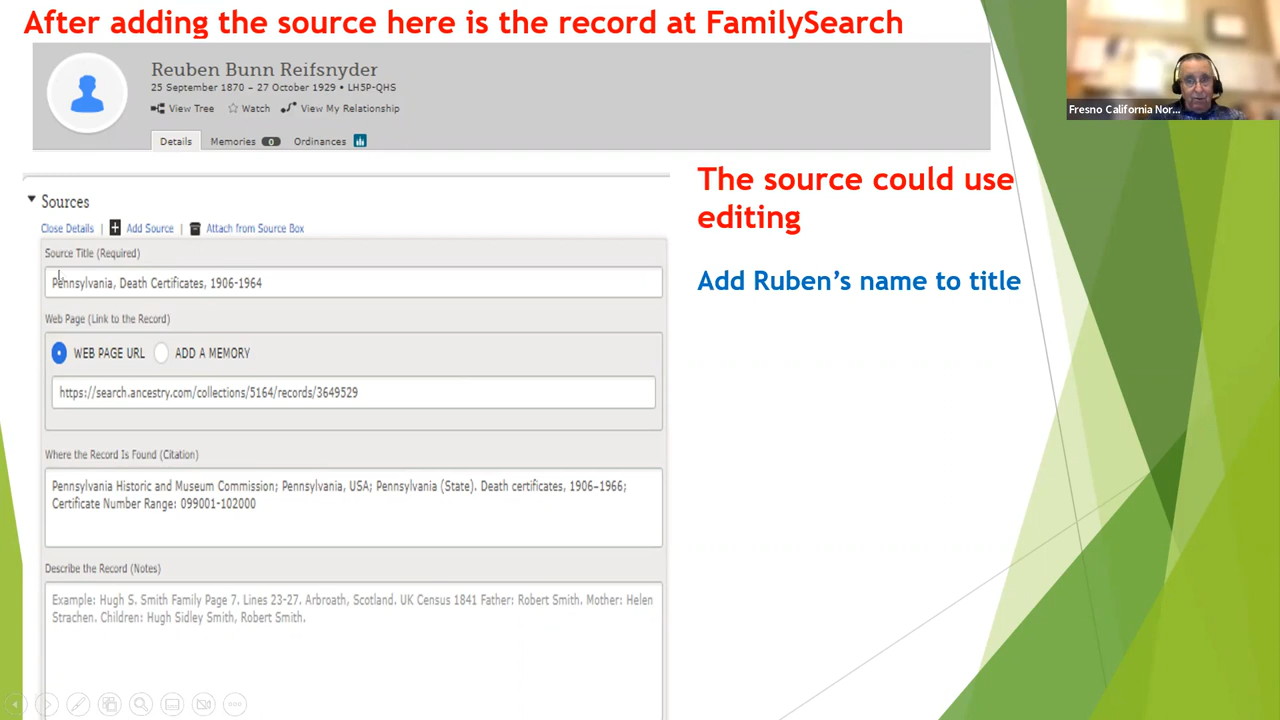 After adding the source here is the record at FamilySearch
Fresno California Nor...
Reuben Bunn Reifsnyder
25 September 1870 – 27 October 1929 • LH5P-QHS
View Tree Watch View My Relationship
Details Memories 0 Ordinances
Sources
Close Details | Add Source | Attach from Source Box
Source Title (Required)
Pennsylvania, Death Certificates, 1906-1964
Web Page (Link to the Record)
WEB PAGE URL ADD A MEMORY
https://search.ancestry.com/collections/5164/records/3649529
Where the Record Is Found (Citation)
Pennsylvania Historic and Museum Commission; Pennsylvania, USA; Pennsylvania (State). Death certificates, 1906–1966;
Certificate Number Range: 099001-102000
Describe the Record (Notes)
Example: Hugh S. Smith Family Page 7. Lines 23-27. Arbroath, Scotland. UK Census 1841 Father: Robert Smith. Mother: Helen
Strachen. Children: Hugh Sidley Smith, Robert Smith.
The source could use
editing
Add Ruben's name to title